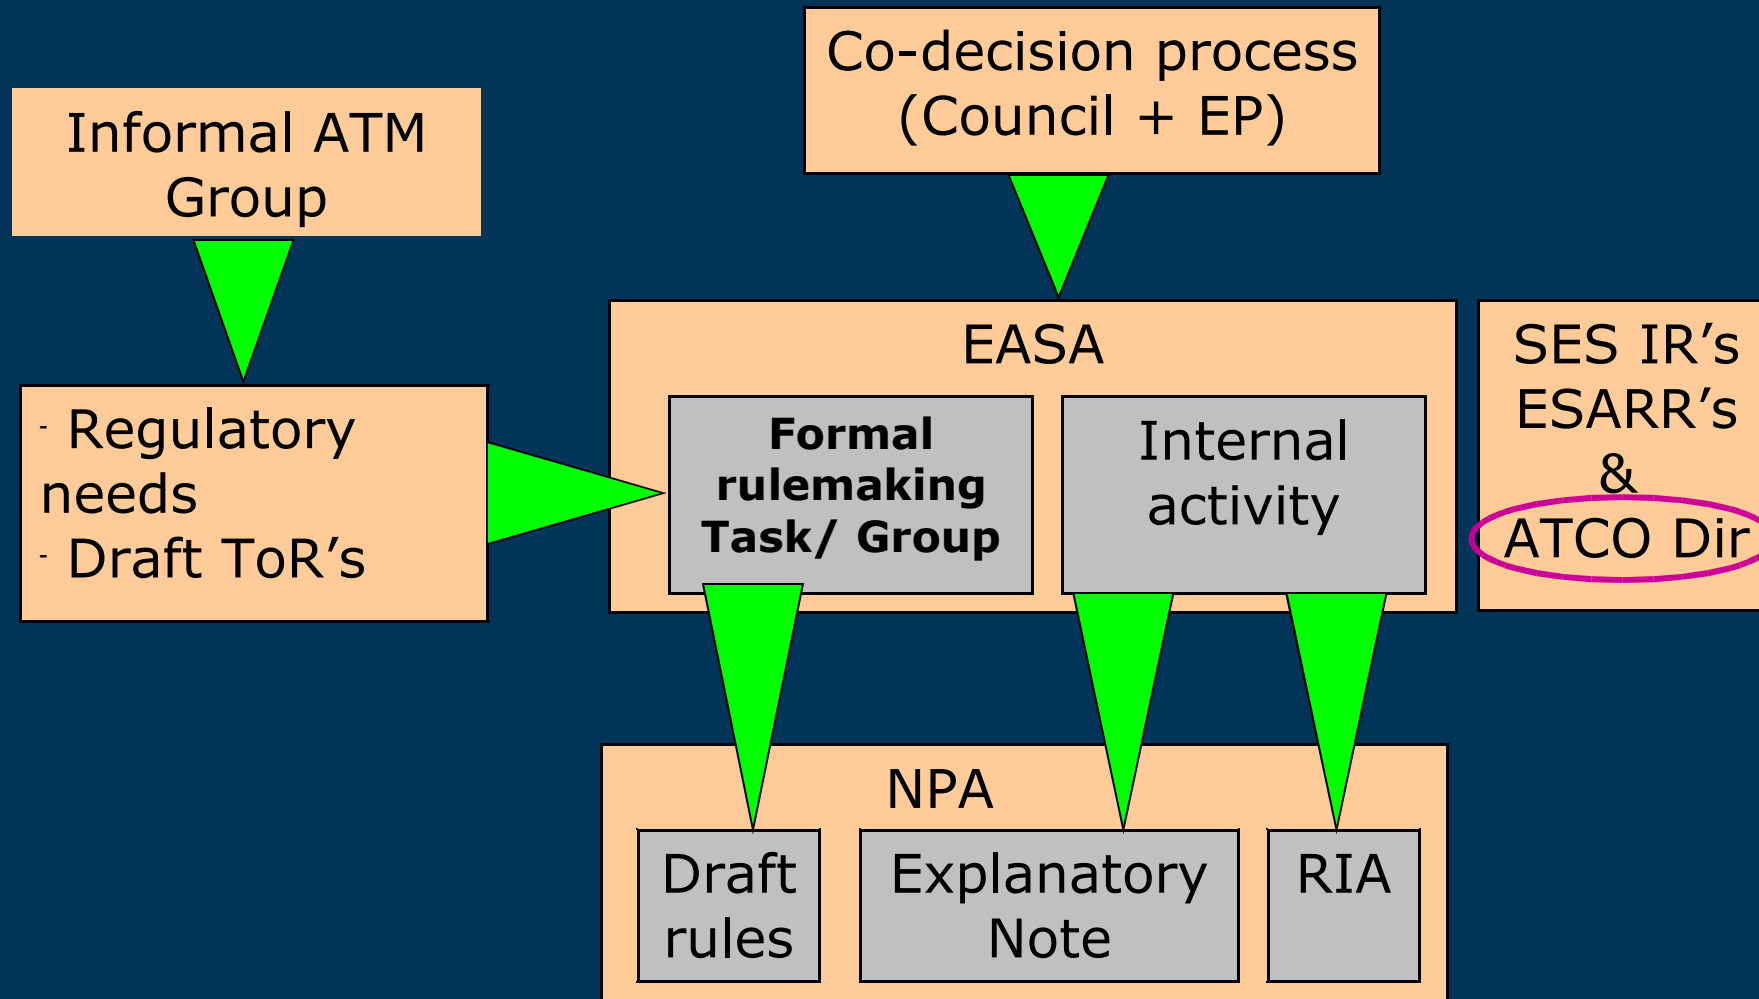 Co-decision process
(Council + EP)
Informal ATM
Group
- Regulatory
needs
- Draft ToR's
EASA
Formal
rulemaking
Task/ Group
Internal
activity
SES IR’s
ESARR’s
&
ATCO Dir
NPA
Draft
rules
Explanatory
Note
RIA